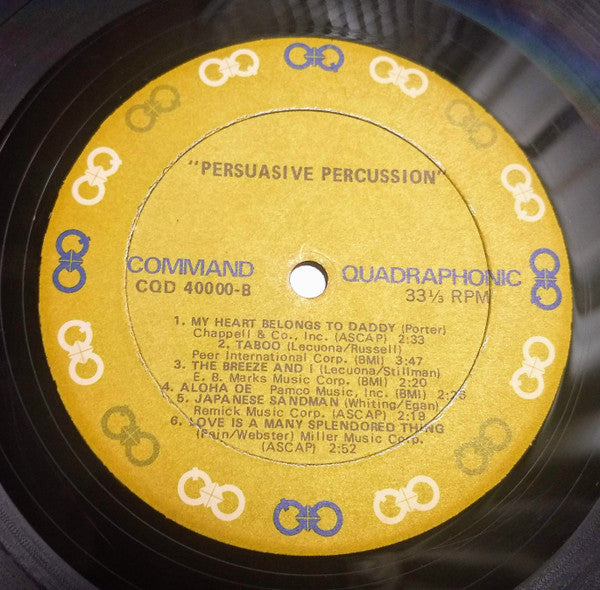 "PERSUASIVE PERCUSSION"
COMMAND QUADRAPHONIC
CQD 40000-B 33⅓ RPM
1. MY HEART BELONGS TO DADDY (Porter)
Chappell & Co., Inc. (ASCAP) 2:33
2. TABOO (Lecuona/Russell)
Peer International Corp. (BMI) 3:47
3. THE BREEZE AND I (Lecuona/Stillman)
E. B. Marks Music Corp. (BMI) 2:20
4. ALOHA OE Pamco Music, Inc. (BMI)
5. JAPANESE SANDMAN (Whiting/Egan)
Remick Music Corp. (ASCAP) 2:19
6. LOVE IS A MANY SPLENDORED THING
(Fain/Webster) Miller Music Corp.
(ASCAP) 2:52